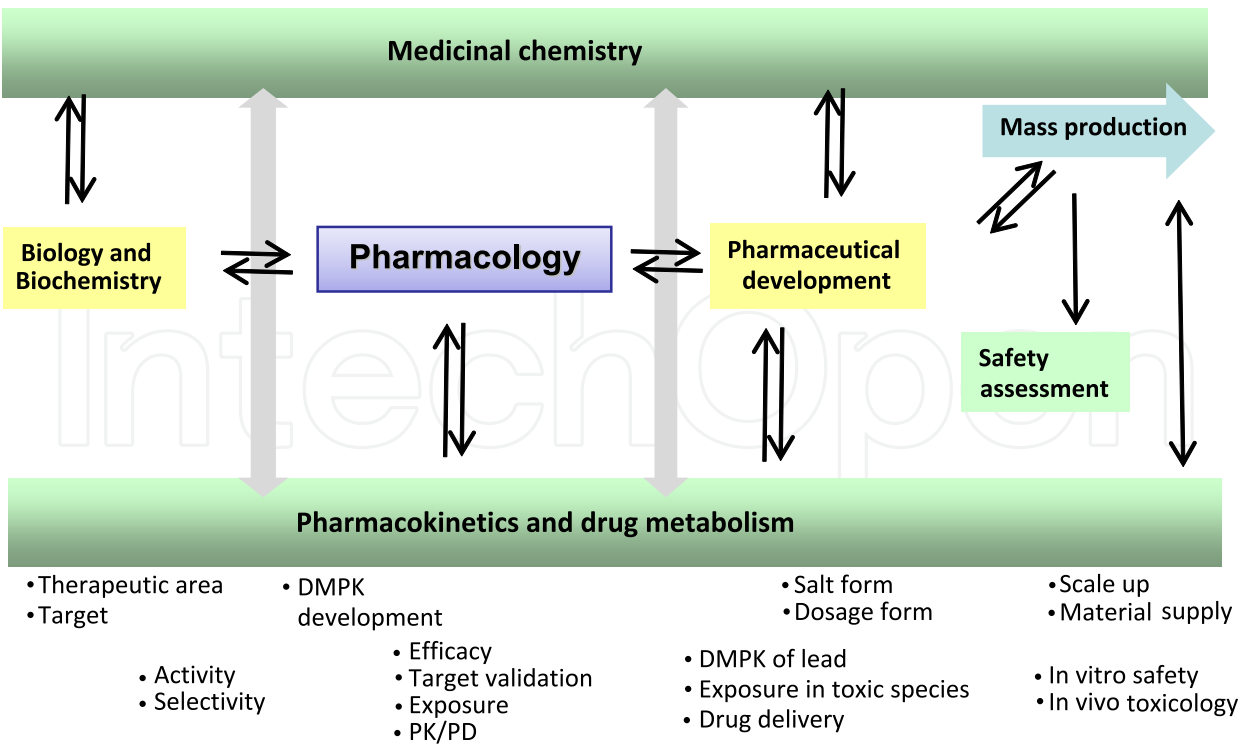 Medicinal chemistry
Mass production
Biology and
Biochemistry
Pharmacology
Pharmaceutical
development
Safety
assessment
IntechOpen
Pharmacokinetics and drug metabolism
• Therapeutic area
• Target
• Activity
• Selectivity
• DMPK
development
• Efficacy
• Target validation
• Exposure
• PK/PD
• Salt form
• Dosage form
• DMPK of lead
• Exposure in toxic species
• Drug delivery
• Scale up
• Material supply
• In vitro safety
• In vivo toxicology